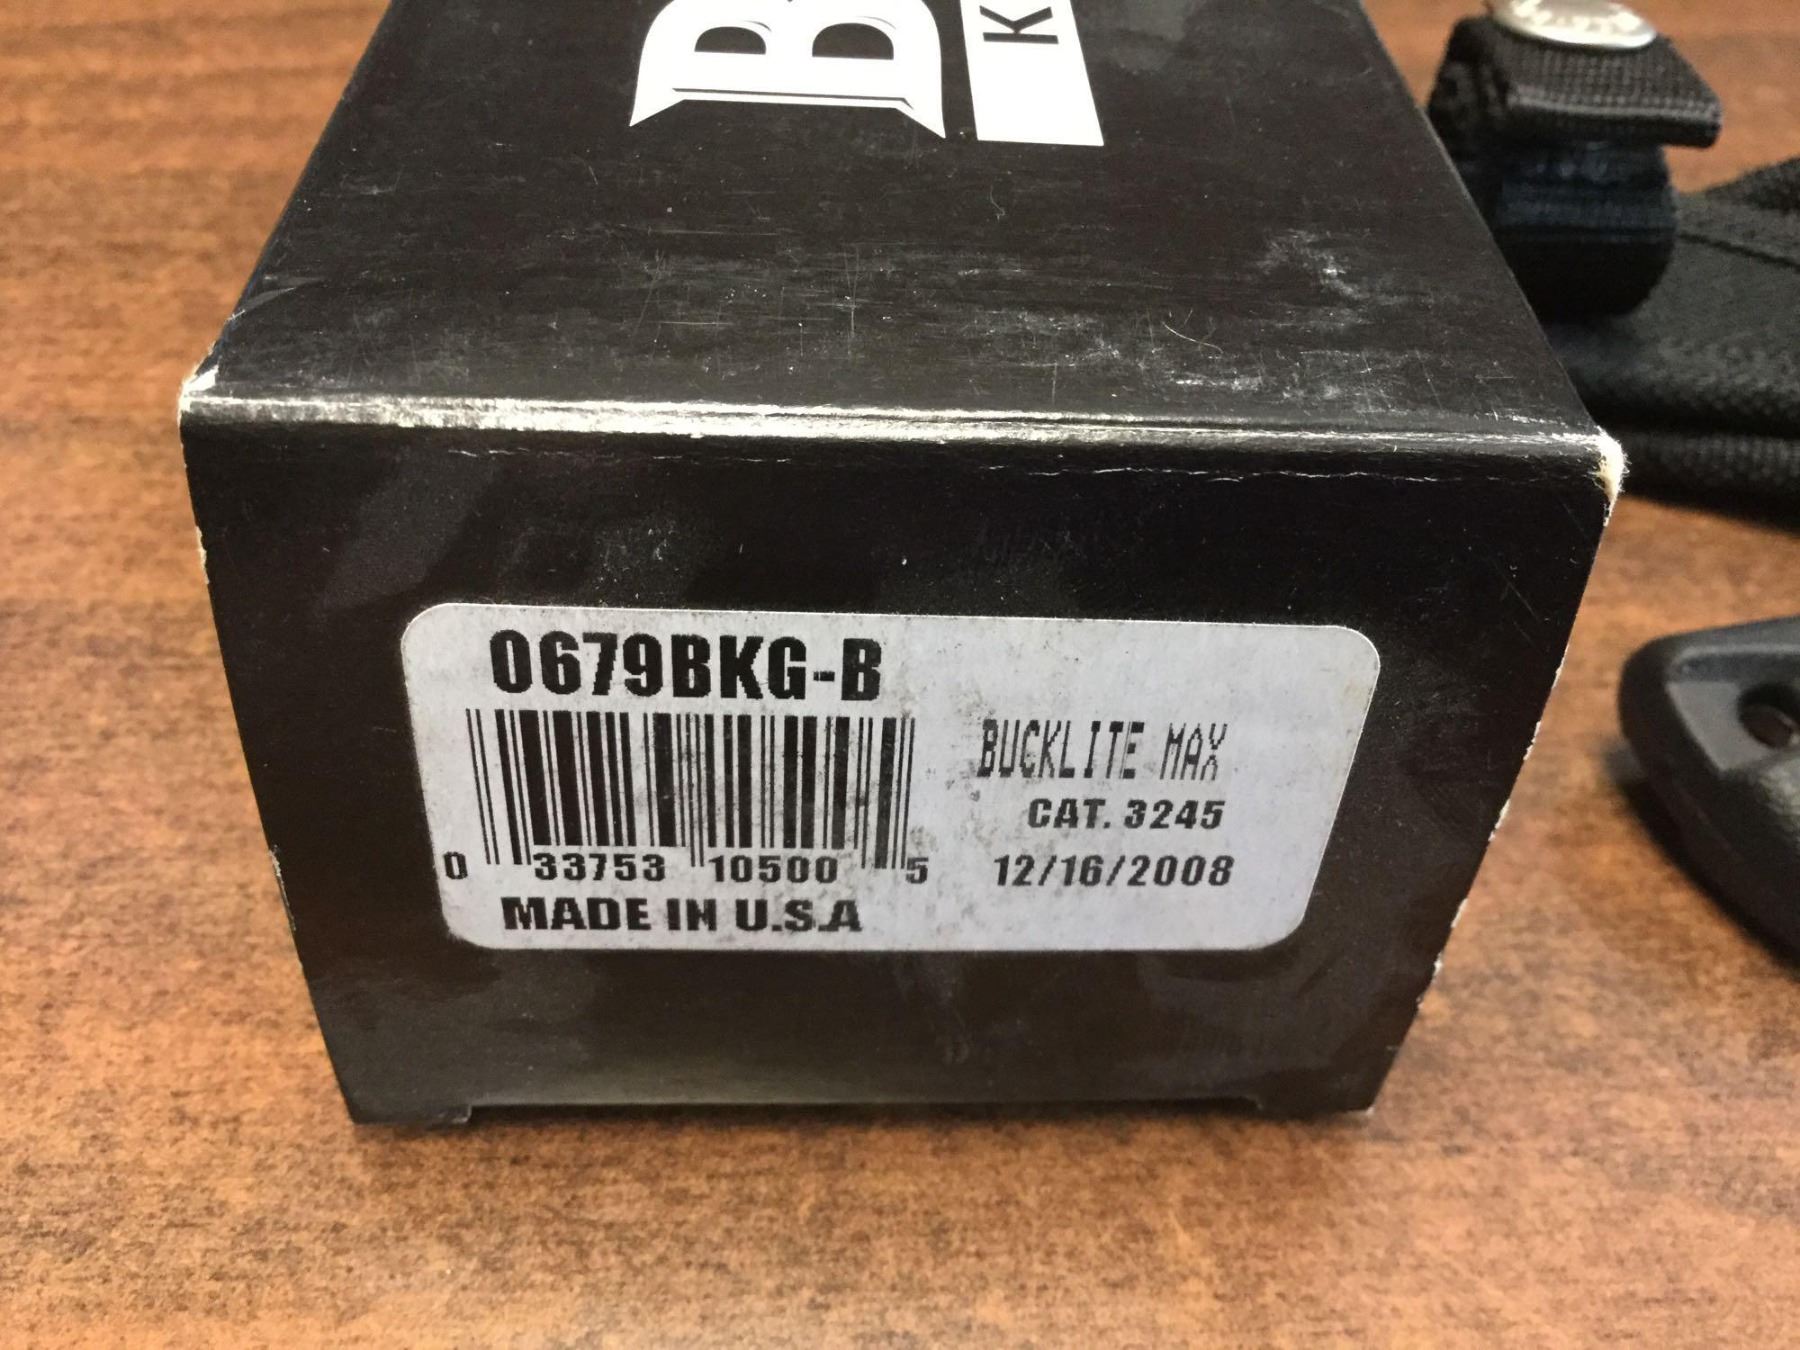 B
K
0679BKG-B
BUCKLITE MAX
CAT. 3245
0 33753 10500 5
12/16/2008
MADE IN U.S.A